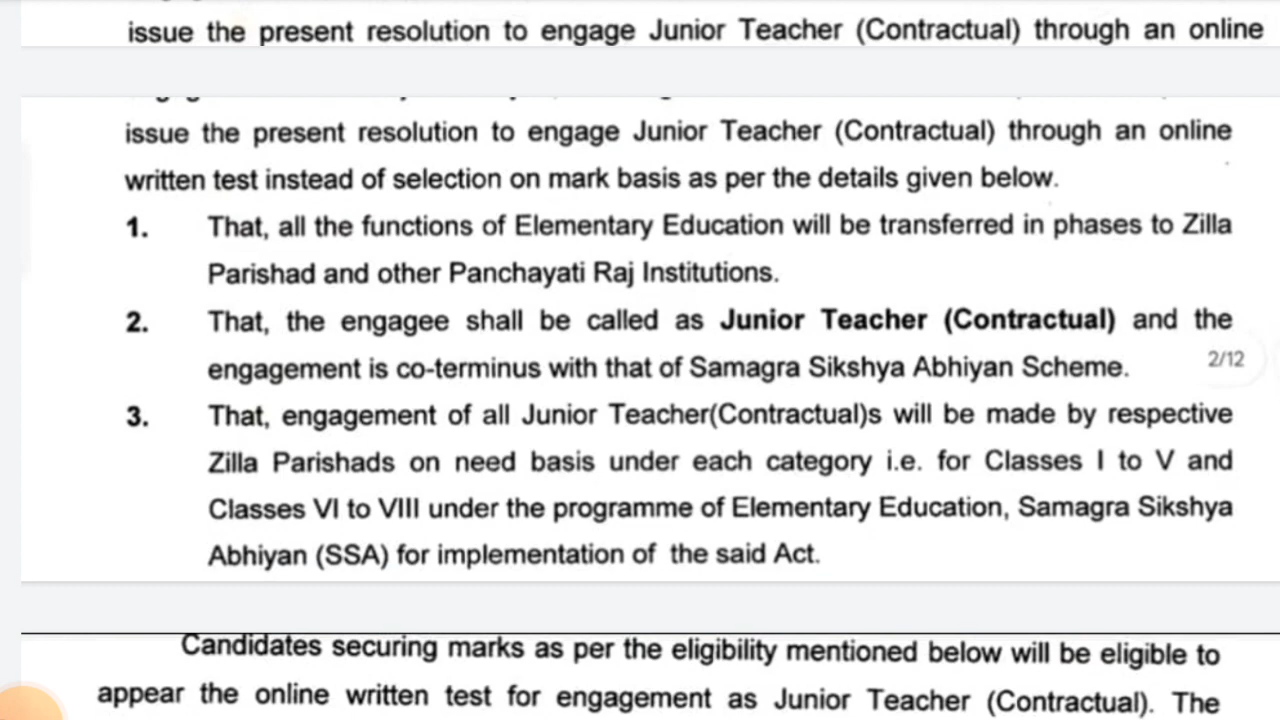 issue the present resolution to engage Junior Teacher (Contractual) through an online
issue the present resolution to engage Junior Teacher (Contractual) through an online
written test instead of selection on mark basis as per the details given below.
1. That, all the functions of Elementary Education will be transferred in phases to Zilla
Parishad and other Panchayati Raj Institutions.
2. That, the engagee shall be called as Junior Teacher (Contractual) and the
engagement is co-terminus with that of Samagra Sikshya Abhiyan Scheme.
2/12
3. That, engagement of all Junior Teacher(Contractual)s will be made by respective
Zilla Parishads on need basis under each category i.e. for Classes I to V and
Classes VI to VIII under the programme of Elementary Education, Samagra Sikshya
Abhiyan (SSA) for implementation of the said Act.
Candidates securing marks as per the eligibility mentioned below will be eligible to
appear the online written test for engagement as Junior Teacher (Contractual). The